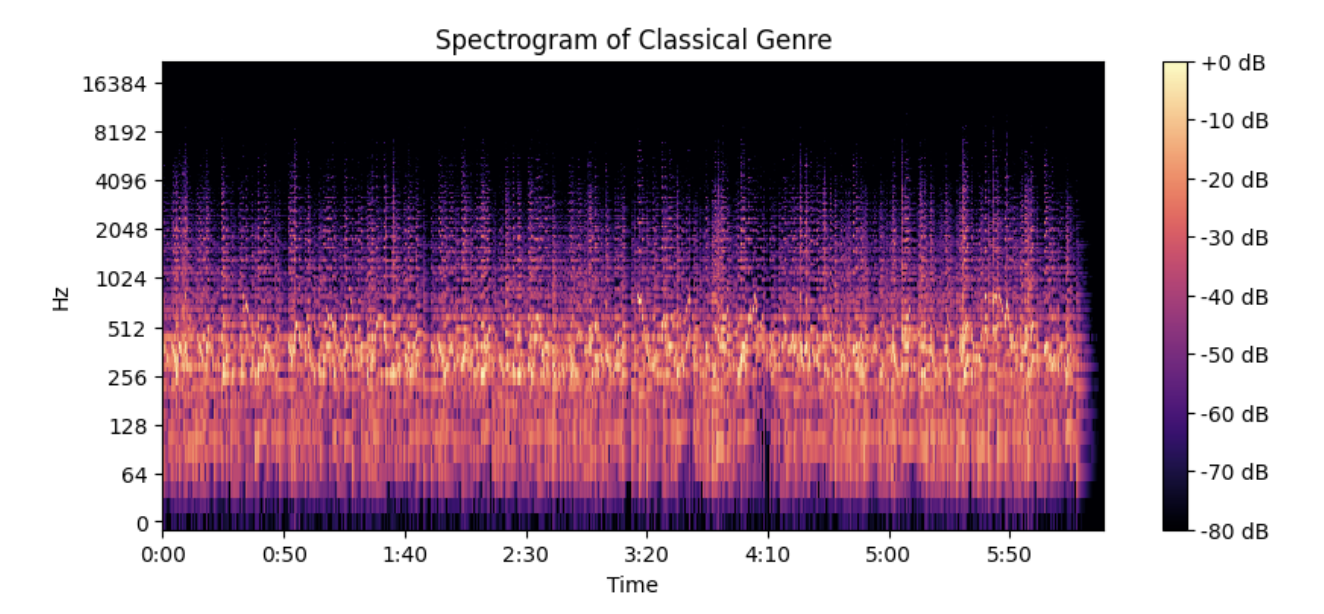 Spectrogram of Classical Genre
16384
8192
4096
2048
1024
512
256
128
64
0
Hz
0:00 0:50 1:40 2:30 3:20 4:10 5:00 5:50
Time
+0 dB
-10 dB
-20 dB
-30 dB
-40 dB
-50 dB
-60 dB
-70 dB
-80 dB